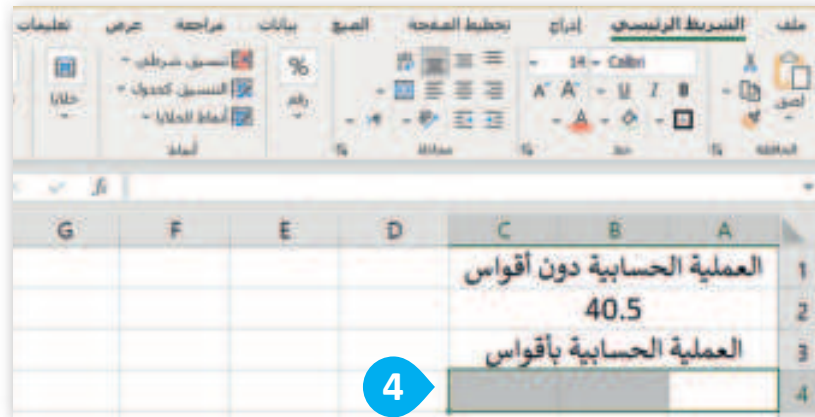 ملف الشريط الرئيسي إدراج تخطيط الصفحة الصيغ بيانات مراجعة عرض تعليمات
لصق Calibri 14 % رقم تنسيق شرطي خلايا
B I U A A التنسيق كجدول
A أنماط الخلايا
الحافظة خط محاذاة أنماط
fx
A B C D E F G
1 العملية الحسابية دون أقواس
2 40.5
3 العملية الحسابية بأقواس
4
4